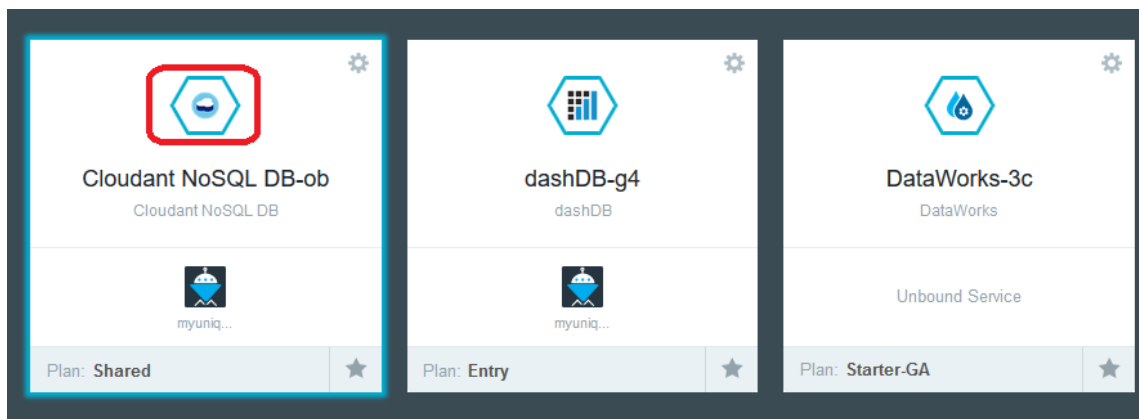 Cloudant NoSQL DB-ob
Cloudant NoSQL DB
myuniq...
Plan: Shared
dashDB-g4
dashDB
myuniq...
Plan: Entry
DataWorks-3c
DataWorks
Unbound Service
Plan: Starter-GA